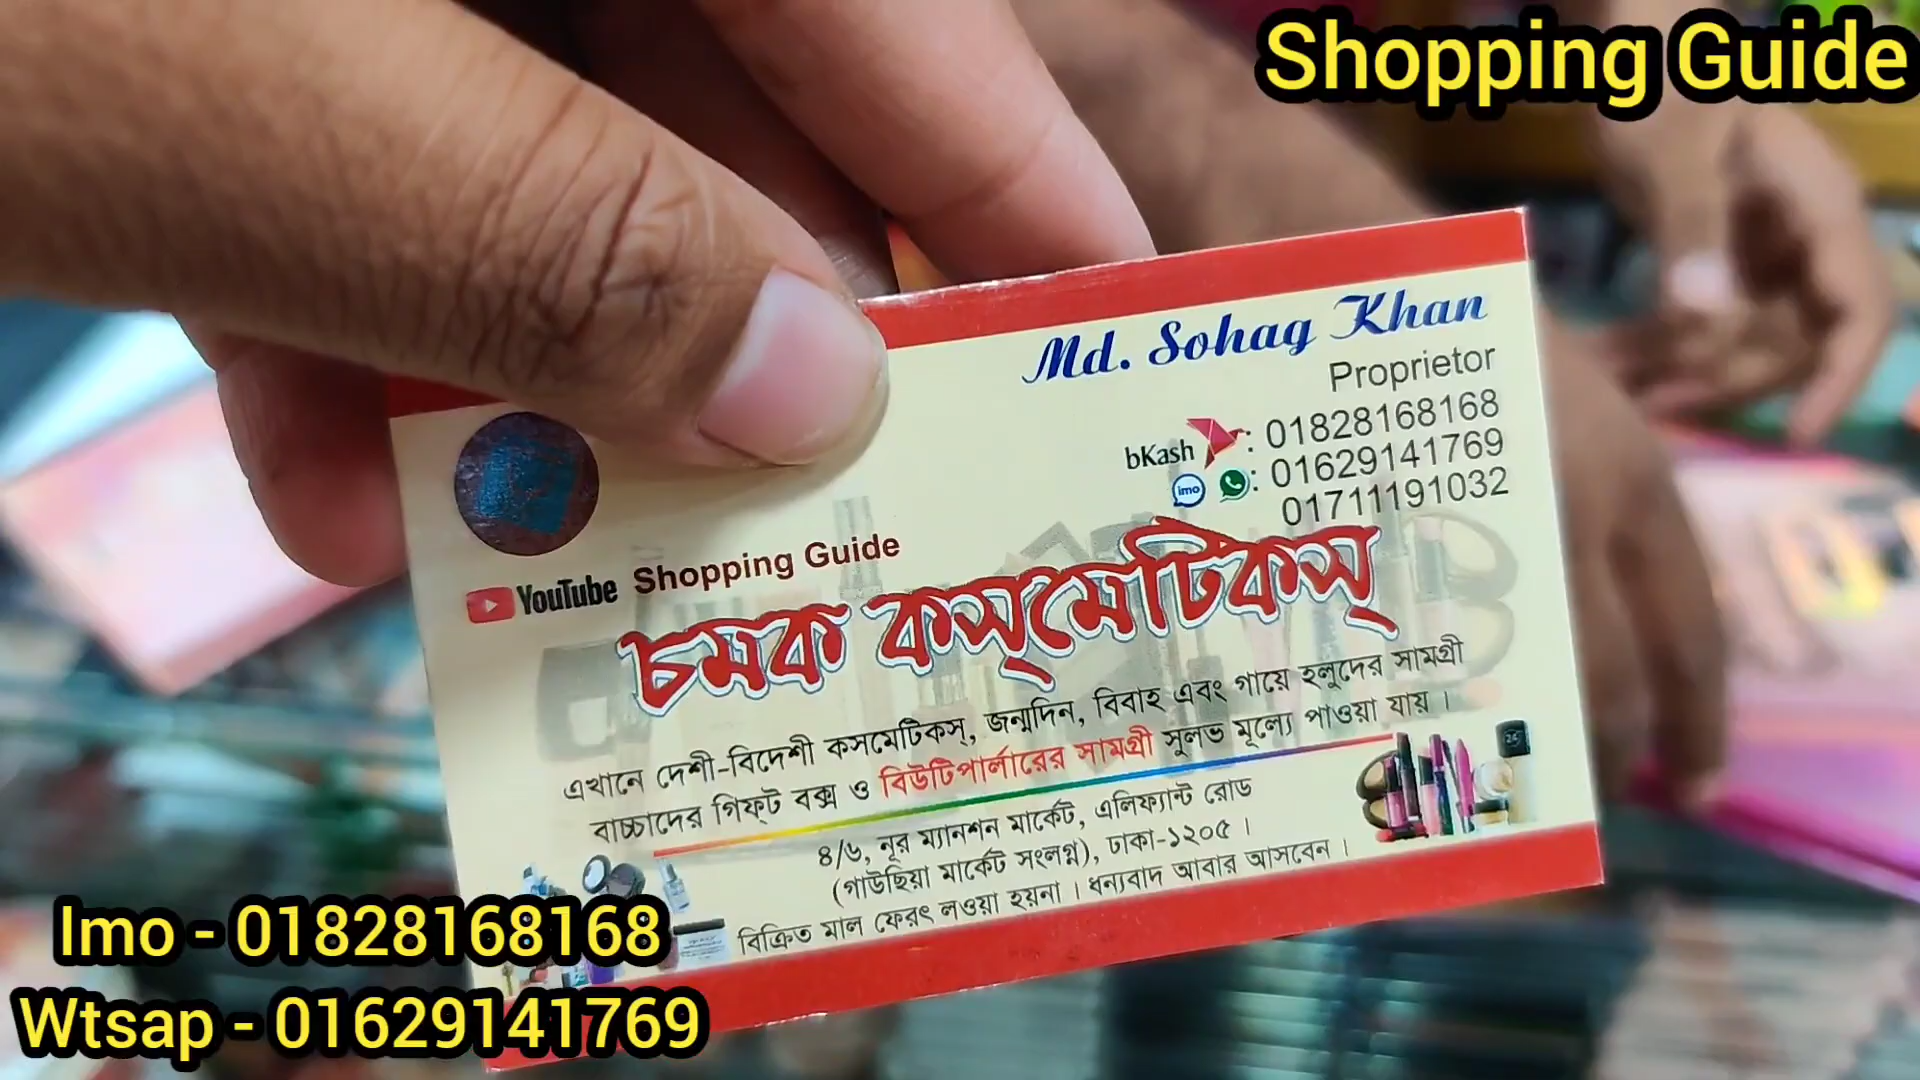 Shopping Guide
Md. Sohag Khan
Proprietor
bKash : 01828168168
imo : 01629141769
01711191032
YouTube Shopping Guide
চমক কস্‌মেটিকস্
এখানে দেশী-বিদেশী কসমেটিকস্, জন্মদিন, বিবাহ এবং গায়ে হলুদের সামগ্রী
বাচ্চাদের গিফ্‌ট বক্স ও বিউটিপার্লারের সামগ্রী সুলভ মূল্যে পাওয়া যায় ।
৪/৬, নূর ম্যানশন মার্কেট, এলিফ্যান্ট রোড
(গাউছিয়া মার্কেট সংলগ্ন), ঢাকা-১২০৫ ।
বিক্রিত মাল ফেরৎ লওয়া হয়না । ধন্যবাদ আবার আসবেন ।
Imo - 01828168168
Wtsap - 01629141769